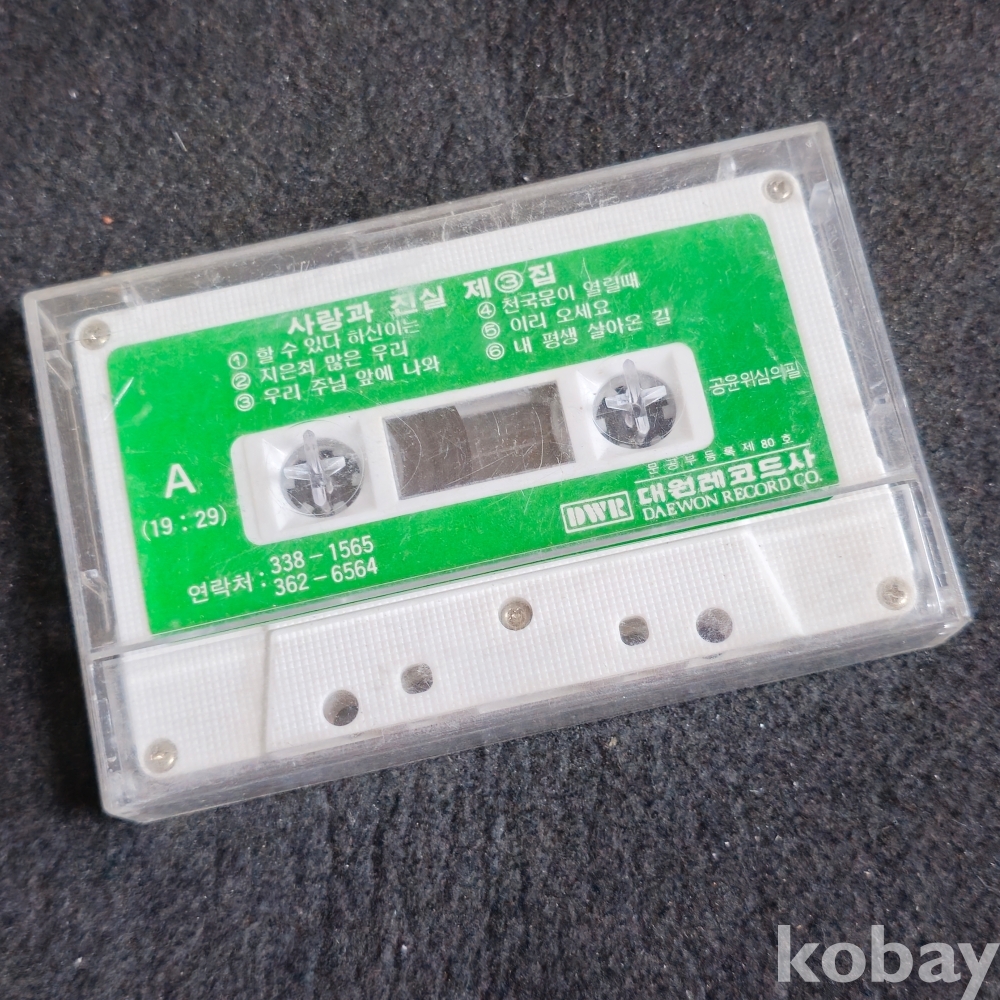 사랑과 진실 제③집
① 할 수 있다 하신이는
② 지은죄 많은 우리
③ 우리 주님 앞에 나와
④ 천국문이 열릴때
⑤ 이리 오세요
⑥ 내 평생 살아온 길
공윤위심의필
A
(19 : 29)
문공부등록제 80 호
DWR 대원레코드사
DAEWON RECORD CO.
연락처 : 338 - 1565
362 - 6564
kobay